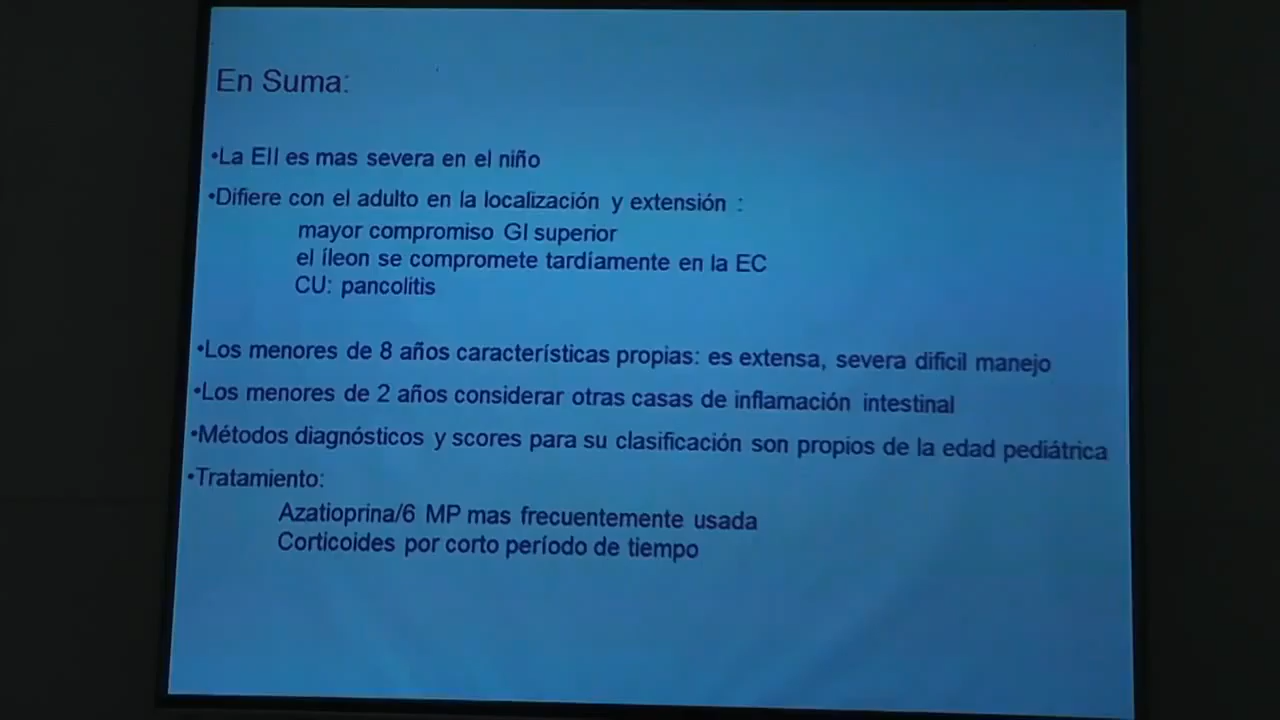 En Suma:
•La EII es mas severa en el niño
•Difiere con el adulto en la localización y extensión :
mayor compromiso GI superior
el íleon se compromete tardíamente en la EC
CU: pancolitis
•Los menores de 8 años características propias: es extensa, severa dificil manejo
•Los menores de 2 años considerar otras casas de inflamación intestinal
•Métodos diagnósticos y scores para su clasificación son propios de la edad pediátrica
•Tratamiento:
Azatioprina/6 MP mas frecuentemente usada
Corticoides por corto período de tiempo